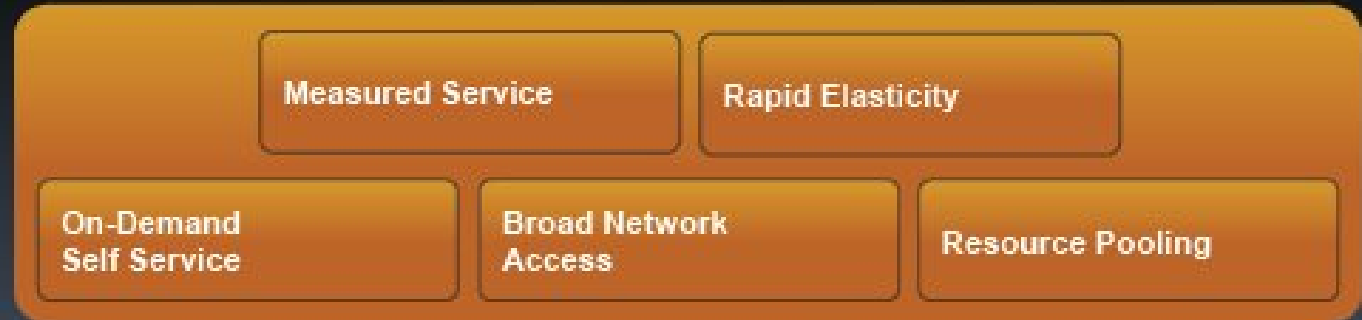 Measured Service
Rapid Elasticity
On-Demand
Self Service
Broad Network
Access
Resource Pooling